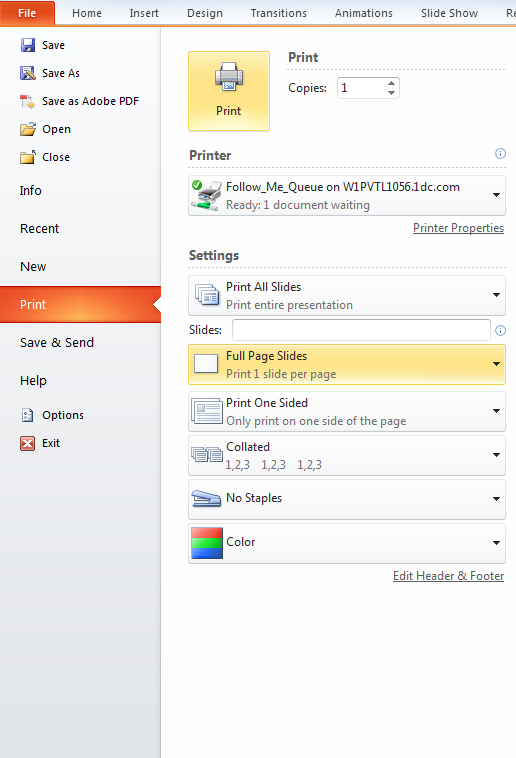 File Home Insert Design Transitions Animations Slide Show Re
Save
Save As
Save as Adobe PDF
Open
Close
Info
Recent
New
Print
Save & Send
Help
Options
Exit
Print
Print
Copies: 1
Printer
Follow_Me_Queue on W1PVTL1056.1dc.com
Ready: 1 document waiting
Printer Properties
Settings
Print All Slides
Print entire presentation
Slides:
Full Page Slides
Print 1 slide per page
Print One Sided
Only print on one side of the page
Collated
1,2,3 1,2,3 1,2,3
No Staples
Color
Edit Header & Footer